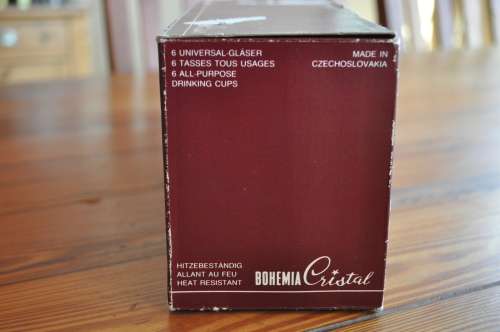 6 UNIVERSAL-GLÄSER
6 TASSES TOUS USAGES
6 ALL-PURPOSE
DRINKING CUPS
MADE IN
CZECHOSLOVAKIA
HITZEBESTÄNDIG
ALLANT AU FEU
HEAT RESISTANT
BOHEMIA Cristal